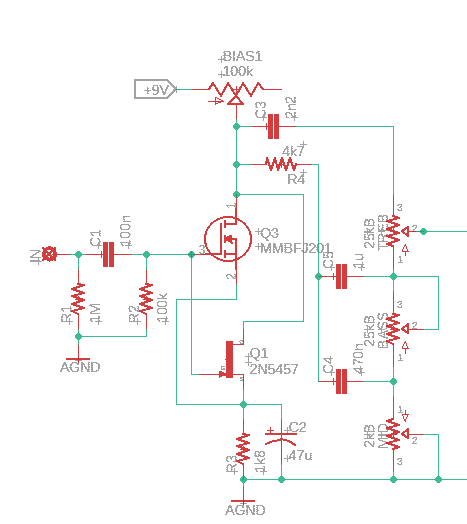 BIAS1
100k
+9V
C3
2n2
4k7
R4
1
Q3
MMBFJ201
3
2
IN
C1
100n
R1
1M
R2
100k
AGND
C5
1u
C4
470n
3
25kB
TREB
2
1
3
25kB
BASS
2
1
1
2kB
MID
2
3
Q1
2N5457
C2
47u
R3
1k8
AGND